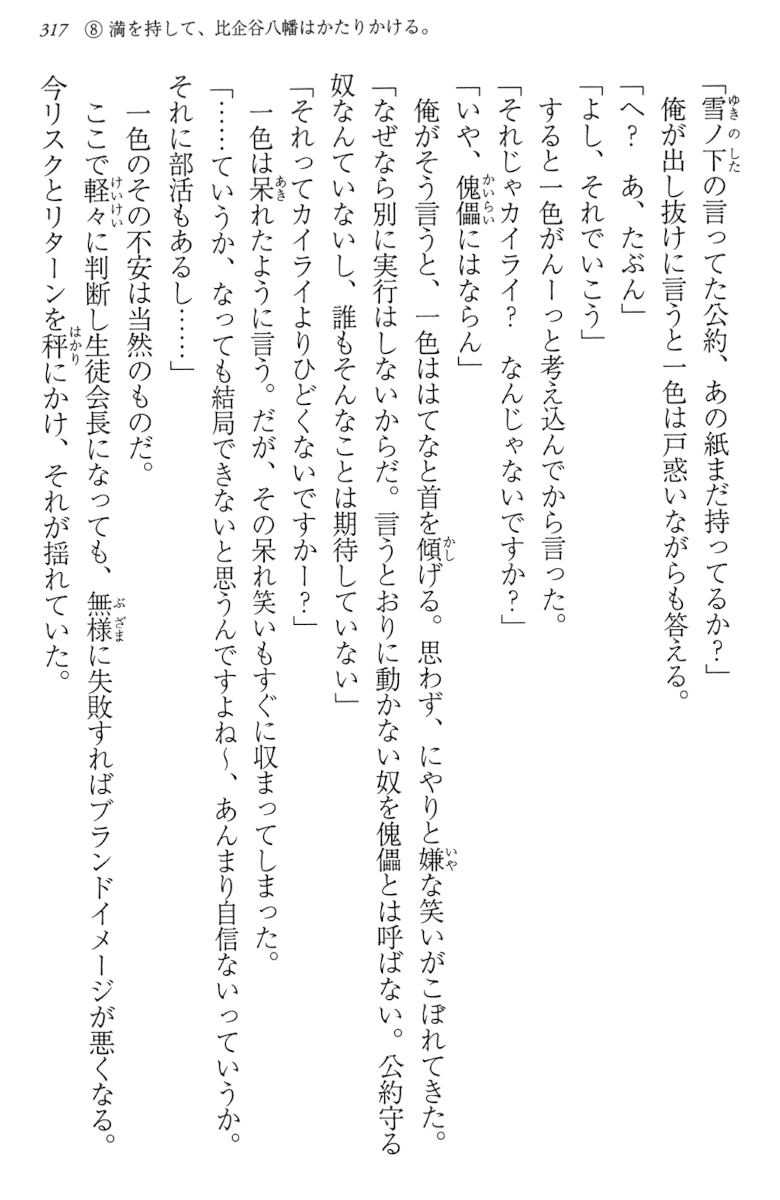 317　⑧ 満を持して、比企谷八幡はかたりかける。
「雪ノ下の言ってた公約、あの紙まだ持ってるか？」
　俺が出し抜けに言うと一色は戸惑いながらも答える。
「へ？　あ、たぶん」
「よし、それでいこう」
　すると一色がんーっと考え込んでから言った。
「それじゃカイライ？　なんじゃないですか？」
「いや、傀儡にはならん」
　俺がそう言うと、一色ははてなと首を傾げる。思わず、にやりと嫌な笑いがこぼれてきた。
「なぜなら別に実行はしないからだ。言うとおりに動かない奴を傀儡とは呼ばない。公約守る
奴なんていないし、誰もそんなことは期待していない」
「それってカイライよりひどくないですかー？」
　一色は呆れたように言う。だが、その呆れ笑いもすぐに収まってしまった。
「……ていうか、なっても結局できないと思うんですよね～、あんまり自信ないっていうか。
それに部活もあるし……」
　一色のその不安は当然のものだ。
　ここで軽々に判断し生徒会長になっても、無様に失敗すればブランドイメージが悪くなる。
今リスクとリターンを秤にかけ、それが揺れていた。